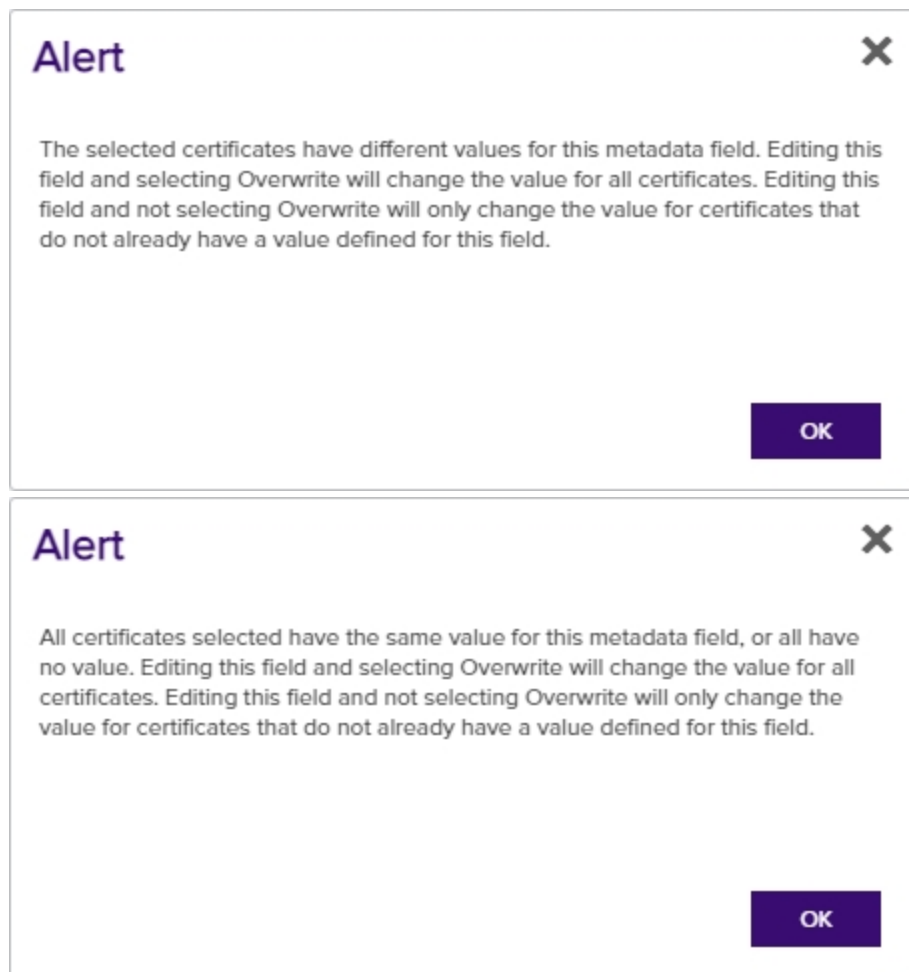 Alert
The selected certificates have different values for this metadata field. Editing this
field and selecting Overwrite will change the value for all certificates. Editing this
field and not selecting Overwrite will only change the value for certificates that
do not already have a value defined for this field.
OK
Alert
All certificates selected have the same value for this metadata field, or all have
no value. Editing this field and selecting Overwrite will change the value for all
certificates. Editing this field and not selecting Overwrite will only change the
value for certificates that do not already have a value defined for this field.
OK